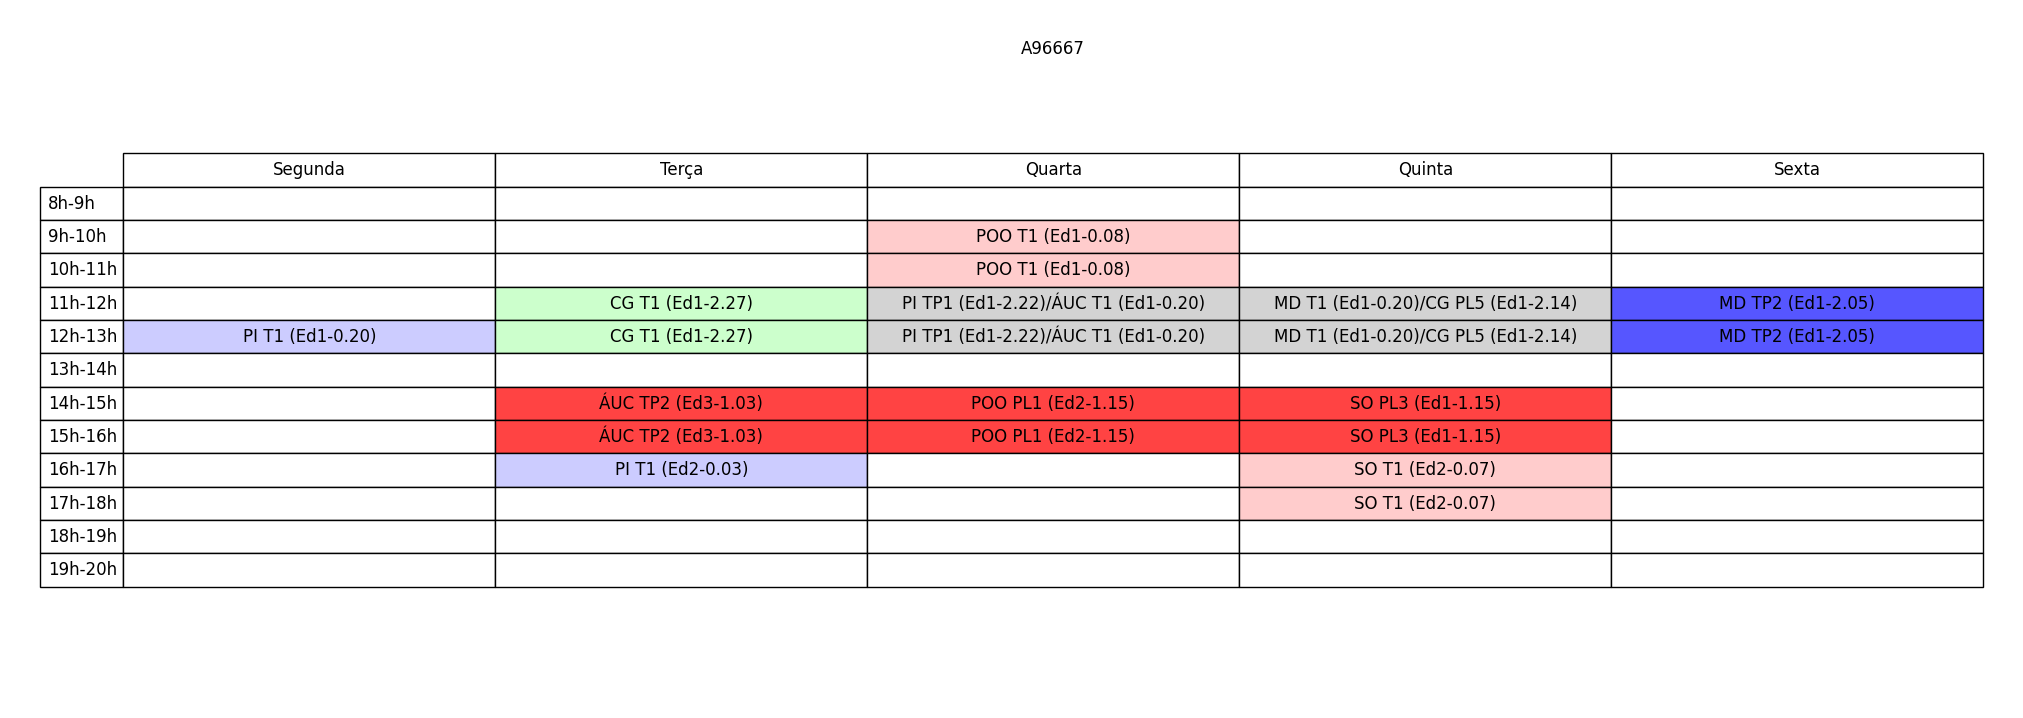 A96667
Segunda Terça Quarta Quinta Sexta
8h-9h
9h-10h POO T1 (Ed1-0.08)
10h-11h POO T1 (Ed1-0.08)
11h-12h CG T1 (Ed1-2.27) PI TP1 (Ed1-2.22)/ÁUC T1 (Ed1-0.20) MD T1 (Ed1-0.20)/CG PL5 (Ed1-2.14) MD TP2 (Ed1-2.05)
12h-13h PI T1 (Ed1-0.20) CG T1 (Ed1-2.27) PI TP1 (Ed1-2.22)/ÁUC T1 (Ed1-0.20) MD T1 (Ed1-0.20)/CG PL5 (Ed1-2.14) MD TP2 (Ed1-2.05)
13h-14h
14h-15h ÁUC TP2 (Ed3-1.03) POO PL1 (Ed2-1.15) SO PL3 (Ed1-1.15)
15h-16h ÁUC TP2 (Ed3-1.03) POO PL1 (Ed2-1.15) SO PL3 (Ed1-1.15)
16h-17h PI T1 (Ed2-0.03) SO T1 (Ed2-0.07)
17h-18h SO T1 (Ed2-0.07)
18h-19h
19h-20h